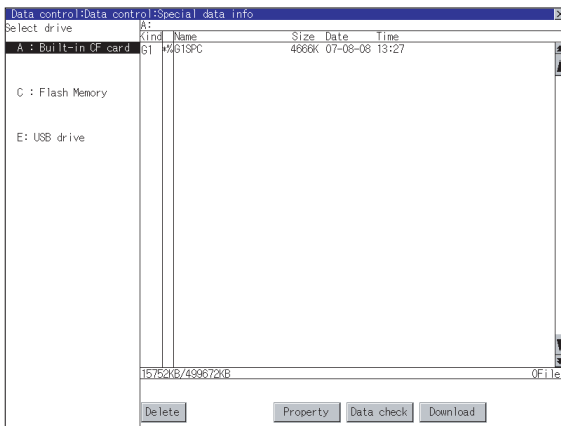 Data control:Data control:Special data info
Select drive
A : Built-in CF card
C : Flash Memory
E: USB drive
A:
Kind Name Size Date Time
G1 *%G1SPC 4666K 07-08-08 13:27
15752KB/499672KB 0File
Delete Property Data check Download